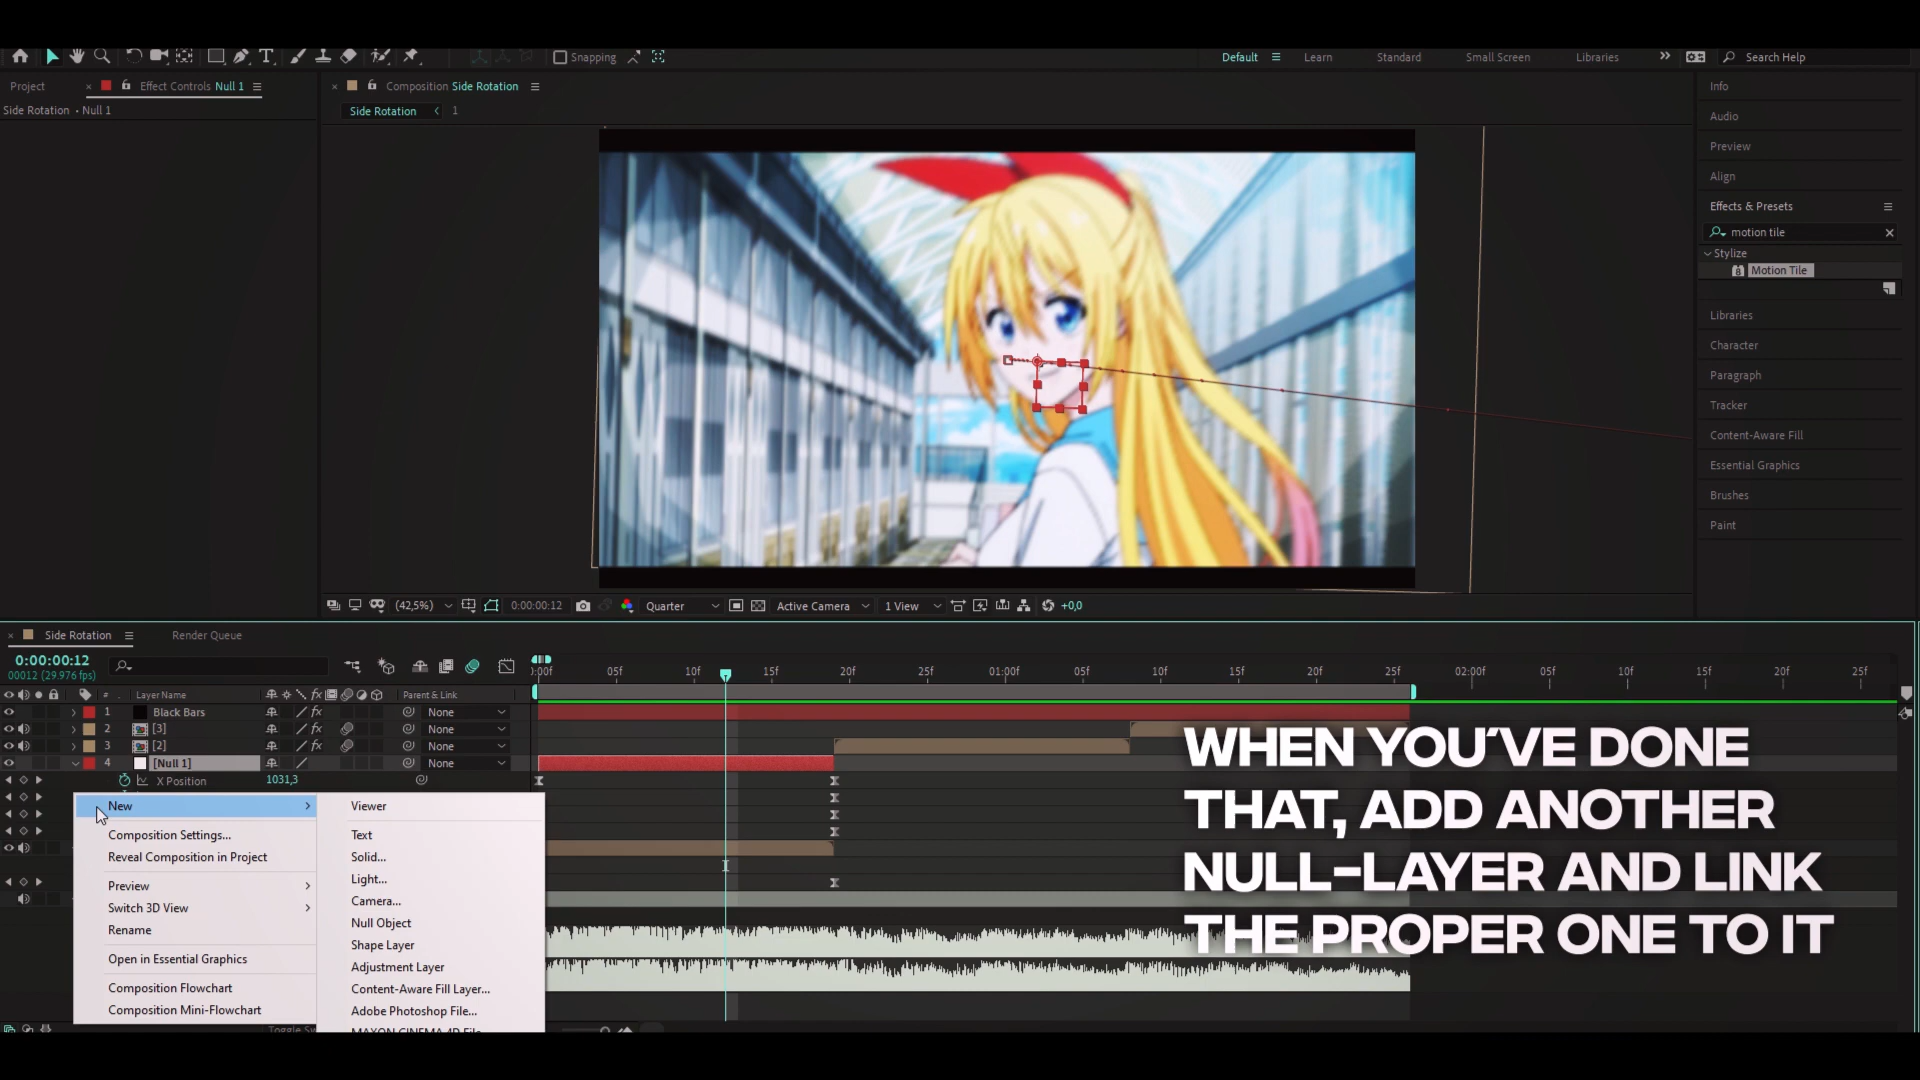 Snapping
Default
Learn
Standard
Small Screen
Libraries
Search Help
Project
Effect Controls Null 1
Side Rotation • Null 1
Composition Side Rotation
Side Rotation
1
Info
Audio
Preview
Align
Effects & Presets
motion tile
Stylize
8 Motion Tile
Libraries
Character
Paragraph
Tracker
Content-Aware Fill
Essential Graphics
Brushes
Paint
(42,5%)
0:00:00:12
Quarter
Active Camera
1 View
+0,0
Side Rotation
Render Queue
0:00:00:12
00012 (29.976 fps)
0:00f 05f 10f 15f 20f 25f 01:00f 05f 10f 15f 20f 25f 02:00f 05f 10f 15f 20f 25f
# Layer Name fx Parent & Link
1 Black Bars fx None
2 [3] fx None
3 [2] fx None
4 [Null 1] None
X Position 1031,3
New
Composition Settings...
Reveal Composition in Project
Preview
Switch 3D View
Rename
Open in Essential Graphics
Composition Flowchart
Composition Mini-Flowchart
Viewer
Text
Solid...
Light...
Camera...
Null Object
Shape Layer
Adjustment Layer
Content-Aware Fill Layer...
Adobe Photoshop File...
MAXON CINEMA 4D File
Toggle Sw
WHEN YOU'VE DONE
THAT, ADD ANOTHER
NULL-LAYER AND LINK
THE PROPER ONE TO IT